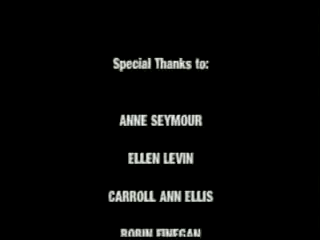 Special Thanks to:
ANNE SEYMOUR
ELLEN LEVIN
CARROLL ANN ELLIS
ROBIN FINEGAN